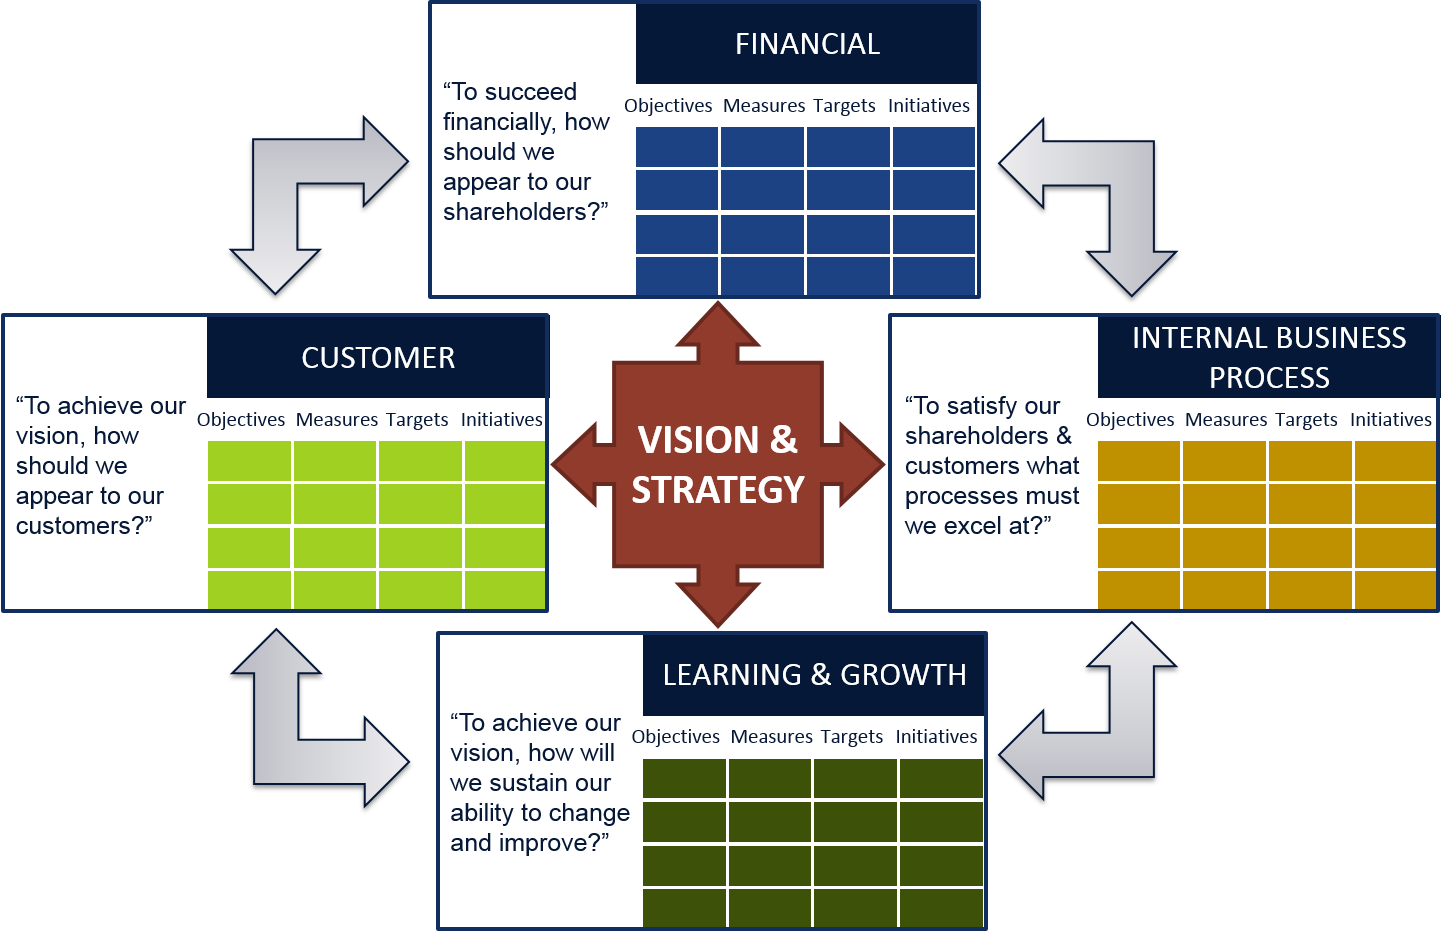 FINANCIAL
“To succeed
financially, how
should we
appear to our
shareholders?”
Objectives Measures Targets Initiatives
CUSTOMER
“To achieve our
vision, how
should we
appear to our
customers?”
Objectives Measures Targets Initiatives
VISION &
STRATEGY
INTERNAL BUSINESS
PROCESS
“To satisfy our
shareholders &
customers what
processes must
we excel at?”
Objectives Measures Targets Initiatives
LEARNING & GROWTH
“To achieve our
vision, how will
we sustain our
ability to change
and improve?”
Objectives Measures Targets Initiatives